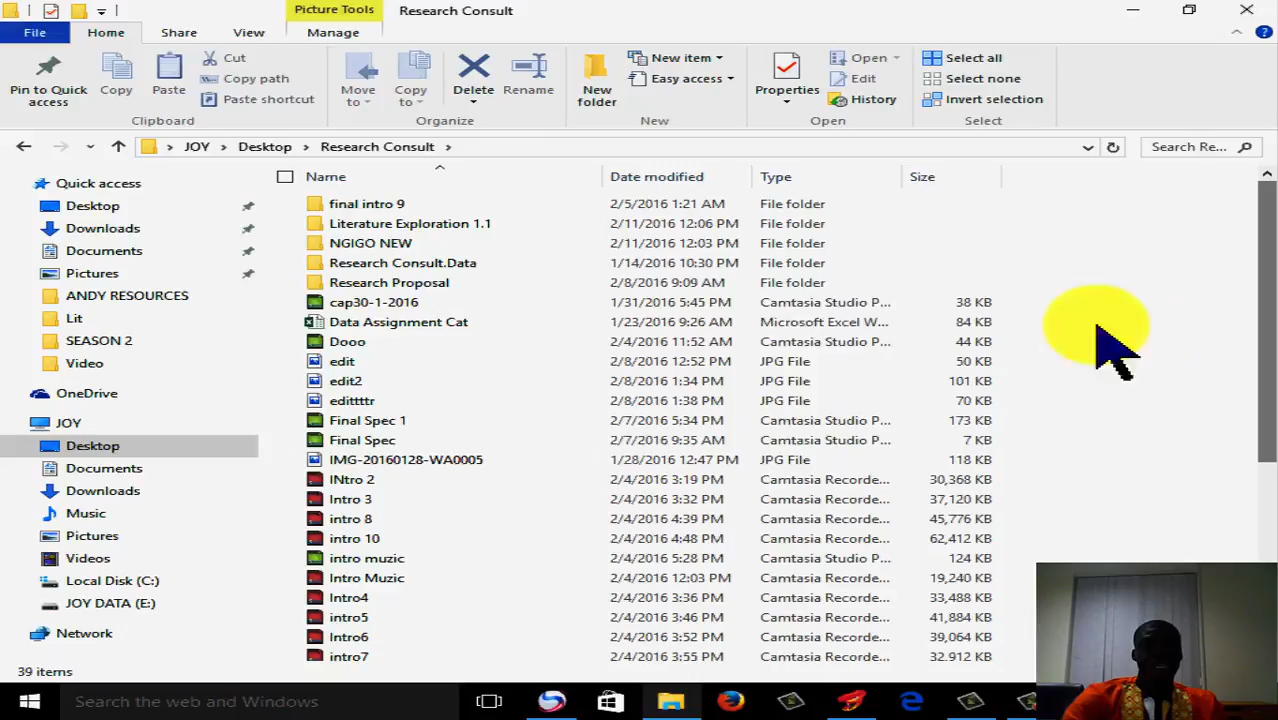 Picture Tools
Research Consult
File
Home
Share
View
Manage
Pin to Quick access
Copy
Paste
Cut
Copy path
Paste shortcut
Clipboard
Move to
Copy to
Delete
Rename
Organize
New folder
New item
Easy access
New
Properties
Open
Edit
History
Open
Select all
Select none
Invert selection
Select
JOY > Desktop > Research Consult >
Search Re...
Quick access
Desktop
Downloads
Documents
Pictures
ANDY RESOURCES
Lit
SEASON 2
Video
OneDrive
JOY
Desktop
Documents
Downloads
Music
Pictures
Videos
Local Disk (C:)
JOY DATA (E:)
Network
Name Date modified Type Size
final intro 9 2/5/2016 1:21 AM File folder
Literature Exploration 1.1 2/11/2016 12:06 PM File folder
NGIGO NEW 2/11/2016 12:03 PM File folder
Research Consult.Data 1/14/2016 10:30 PM File folder
Research Proposal 2/8/2016 9:09 AM File folder
cap30-1-2016 1/31/2016 5:45 PM Camtasia Studio P... 38 KB
Data Assignment Cat 1/23/2016 9:26 AM Microsoft Excel W... 84 KB
Dooo 2/4/2016 11:52 AM Camtasia Studio P... 44 KB
edit 2/8/2016 12:52 PM JPG File 50 KB
edit2 2/8/2016 1:34 PM JPG File 101 KB
edittttr 2/8/2016 1:38 PM JPG File 70 KB
Final Spec 1 2/7/2016 5:34 PM Camtasia Studio P... 173 KB
Final Spec 2/7/2016 9:35 AM Camtasia Studio P... 7 KB
IMG-20160128-WA0005 1/28/2016 12:47 PM JPG File 118 KB
INtro 2 2/4/2016 3:19 PM Camtasia Recorde... 30,368 KB
Intro 3 2/4/2016 3:32 PM Camtasia Recorde... 37,120 KB
intro 8 2/4/2016 4:39 PM Camtasia Recorde... 45,776 KB
intro 10 2/4/2016 4:48 PM Camtasia Recorde... 62,412 KB
intro muzic 2/4/2016 5:28 PM Camtasia Studio P... 124 KB
Intro Muzic 2/4/2016 12:03 PM Camtasia Recorde... 19,240 KB
Intro4 2/4/2016 3:36 PM Camtasia Recorde... 33,488 KB
intro5 2/4/2016 3:46 PM Camtasia Recorde... 41,884 KB
Intro6 2/4/2016 3:52 PM Camtasia Recorde... 39,064 KB
intro7 2/4/2016 3:55 PM Camtasia Recorde... 32.912 KB
39 items
Search the web and Windows